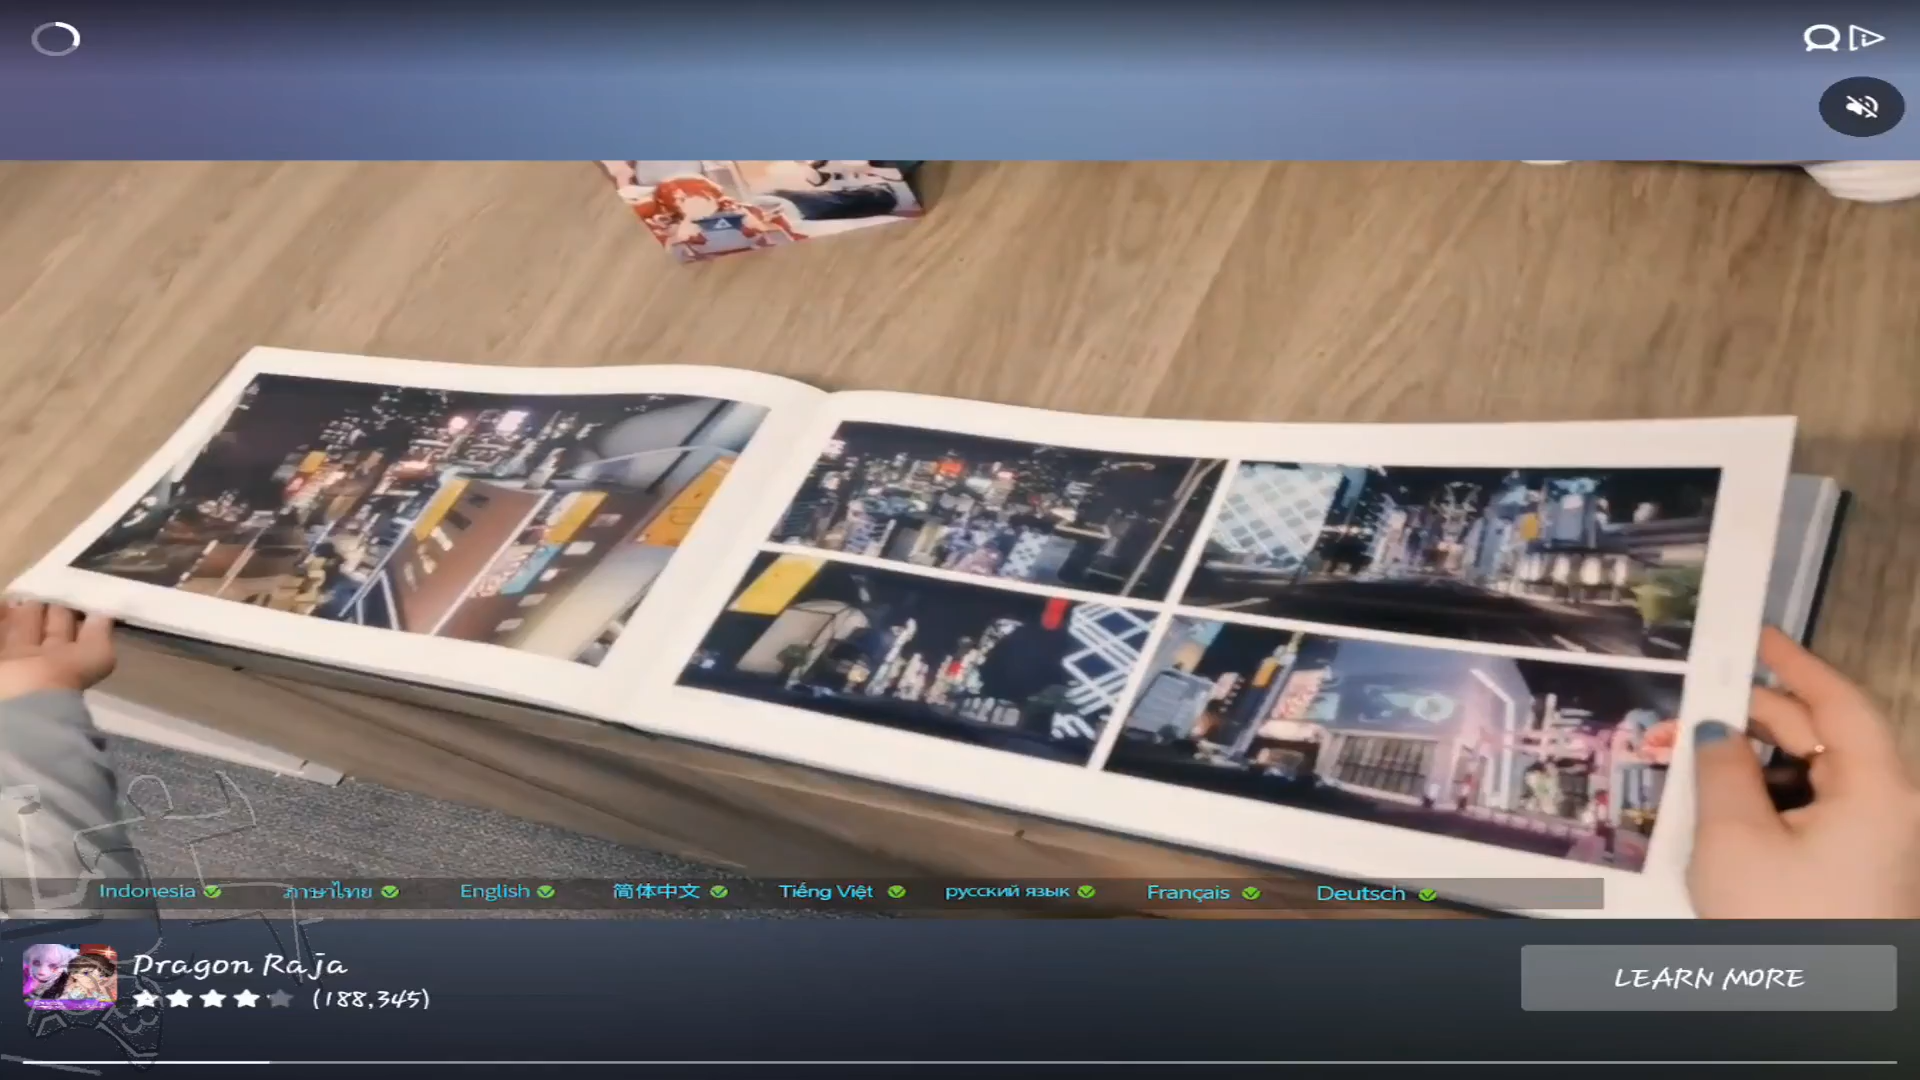 Indonesia ภาษาไทย English 简体中文 Tiếng Việt русский язык Français Deutsch
Dragon Raja
(188,345)
LEARN MORE